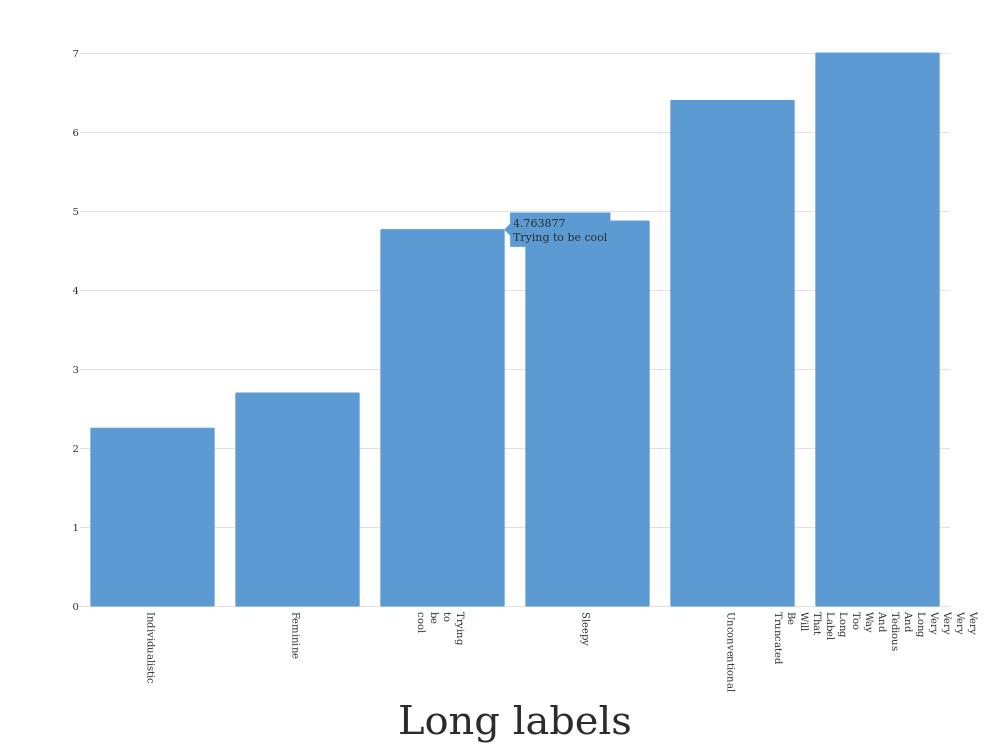 7
6
5
4
3
2
1
0
4.763877
Trying to be cool
Individualistic
Feminine
Trying
to
be
cool
Sleepy
Unconventional
Very
Very
Very
Very
Long
And
Tedious
And
Way
Too
Long
Label
That
Will
Be
Truncated
Long labels